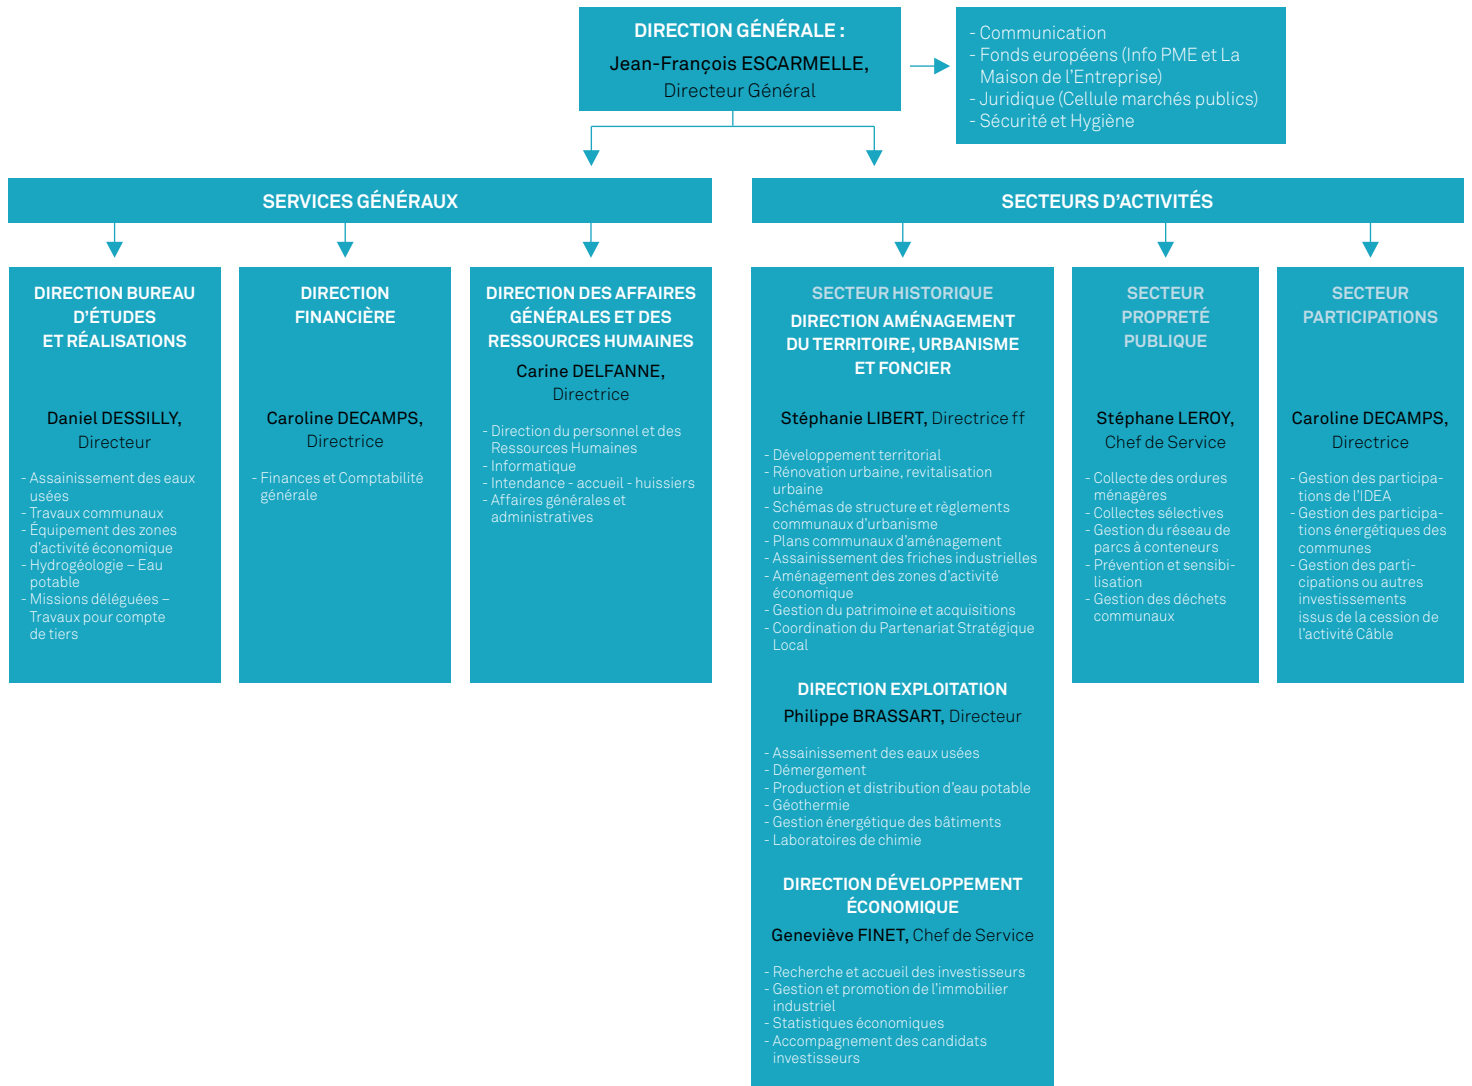 DIRECTION GÉNÉRALE :
Jean-François ESCARMELLE,
Directeur Général
- Communication
- Fonds européens (Info PME et La
Maison de l'Entreprise)
- Juridique (Cellule marchés publics)
- Sécurité et Hygiène
SERVICES GÉNÉRAUX
DIRECTION BUREAU
D'ÉTUDES
ET RÉALISATIONS
Daniel DESSILLY,
Directeur
- Assainissement des eaux
usées
- Travaux communaux
- Équipement des zones
d'activité économique
- Hydrogéologie – Eau
potable
- Missions déléguées –
Travaux pour compte
de tiers
DIRECTION
FINANCIÈRE
Caroline DECAMPS,
Directrice
- Finances et Comptabilité
générale
DIRECTION DES AFFAIRES
GÉNÉRALES ET DES
RESSOURCES HUMAINES
Carine DELFANNE,
Directrice
- Direction du personnel et des
Ressources Humaines
- Informatique
- Intendance - accueil - huissiers
- Affaires générales et
administratives
SECTEURS D'ACTIVITÉS
SECTEUR HISTORIQUE
DIRECTION AMÉNAGEMENT
DU TERRITOIRE, URBANISME
ET FONCIER
Stéphanie LIBERT, Directrice ff
- Développement territorial
- Rénovation urbaine, revitalisation
urbaine
- Schémas de structure et règlements
communaux d'urbanisme
- Plans communaux d'aménagement
- Assainissement des friches industrielles
- Aménagement des zones d'activité
économique
- Gestion du patrimoine et acquisitions
- Coordination du Partenariat Stratégique
Local
DIRECTION EXPLOITATION
Philippe BRASSART, Directeur
- Assainissement des eaux usées
- Démergement
- Production et distribution d'eau potable
- Géothermie
- Gestion énergétique des bâtiments
- Laboratoires de chimie
DIRECTION DÉVELOPPEMENT
ÉCONOMIQUE
Geneviève FINET, Chef de Service
- Recherche et accueil des investisseurs
- Gestion et promotion de l'immobilier
industriel
- Statistiques économiques
- Accompagnement des candidats
investisseurs
SECTEUR
PROPRETÉ
PUBLIQUE
Stéphane LEROY,
Chef de Service
- Collecte des ordures
ménagères
- Collectes sélectives
- Gestion du réseau de
parcs à conteneurs
- Prévention et sensibi-
lisation
- Gestion des déchets
communaux
SECTEUR
PARTICIPATIONS
Caroline DECAMPS,
Directrice
- Gestion des participa-
tions de l'IDEA
- Gestion des participa-
tions énergétiques des
communes
- Gestion des parti-
cipations ou autres
investissements
issus de la cession de
l'activité Câble